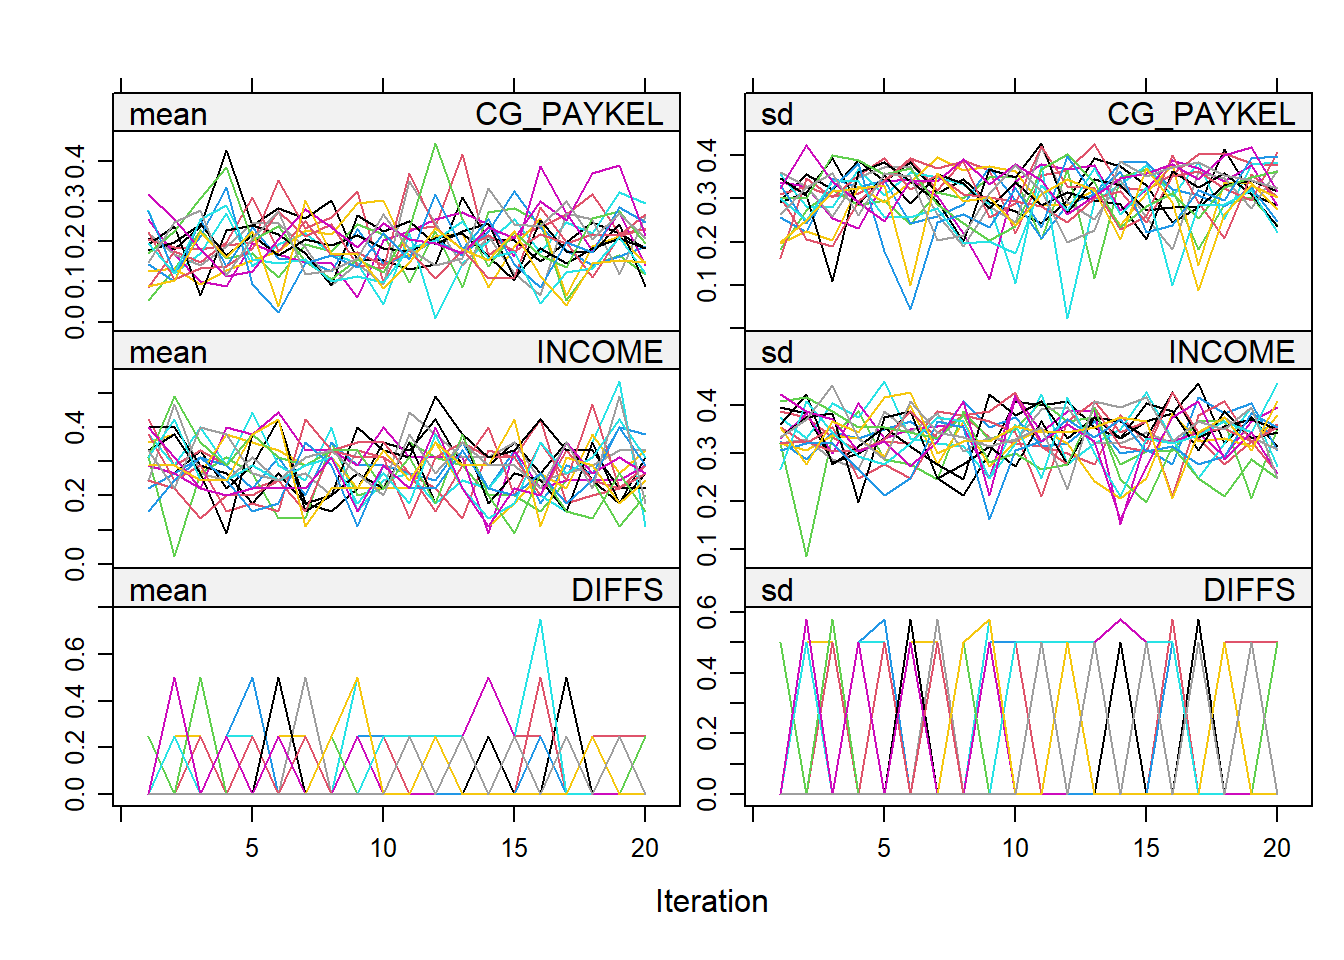 mean CG_PAYKEL
0.0 0.1 0.2 0.3 0.4
sd CG_PAYKEL
0.1 0.2 0.3 0.4
mean INCOME
0.0 0.2 0.4
sd INCOME
0.1 0.2 0.3 0.4
mean DIFFS
0.0 0.2 0.4 0.6
sd DIFFS
0.0 0.2 0.4 0.6
5 10 15 20
5 10 15 20
Iteration